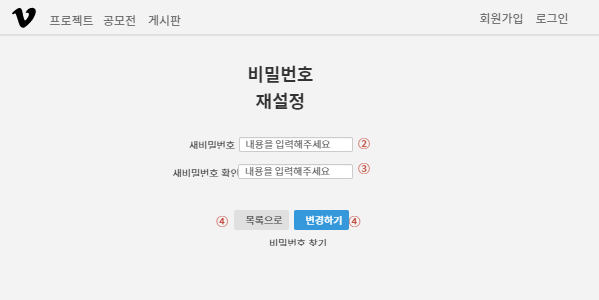 프로젝트 공모전 게시판 회원가입 로그인
비밀번호
재설정
새비밀번호 내용을 입력해주세요 ②
새비밀번호 확인 내용을 입력해주세요 ③
④ 목록으로 변경하기 ④
비밀번호 찾기